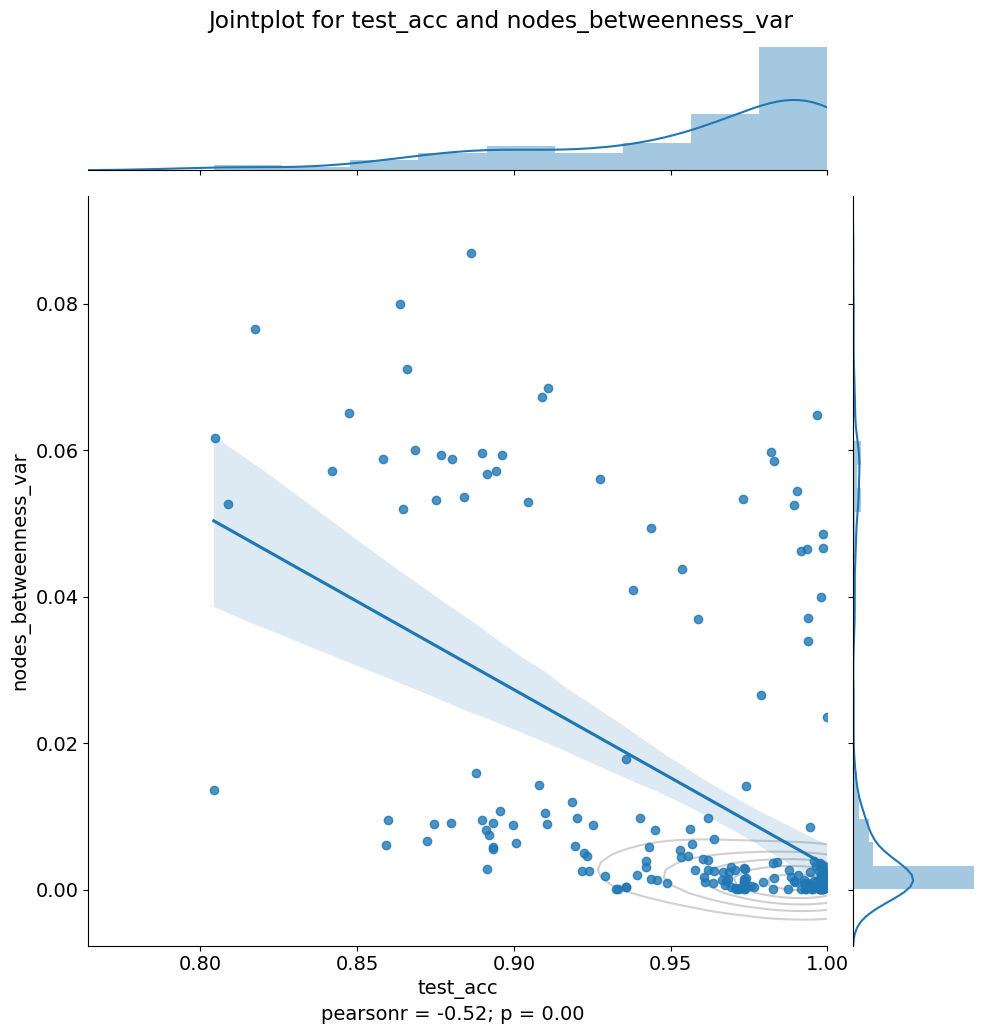 Jointplot for test_acc and nodes_betweenness_var
nodes_betweenness_var
0.08
0.06
0.04
0.02
0.00
0.80 0.85 0.90 0.95 1.00
test_acc
pearsonr = -0.52; p = 0.00